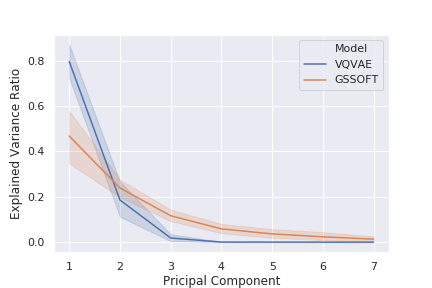 Model
VQVAE
GSSOFT
0.8
0.6
0.4
0.2
0.0
Explained Variance Ratio
1 2 3 4 5 6 7
Pricipal Component